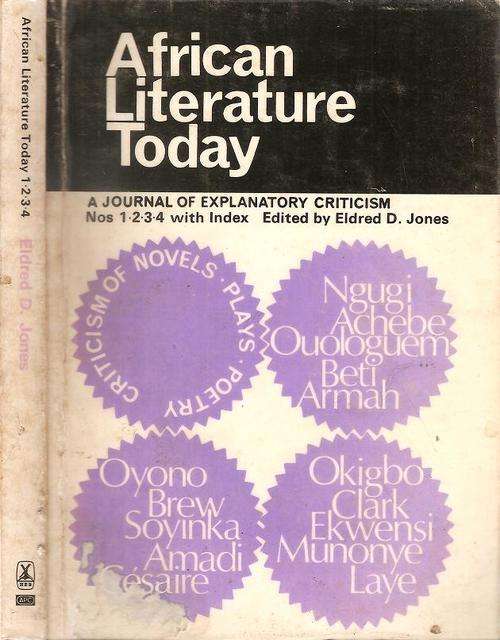 African Literature Today 1·2·3·4
Eldred D. Jones
African
Literature
Today
A JOURNAL OF EXPLANATORY CRITICISM
Nos 1·2·3·4 with Index Edited by Eldred D. Jones
CRITICISM OF NOVELS · PLAYS · POETRY
Ngugi
Achebe
Ouologuem
Beti
Armah
Oyono
Brew
Soyinka
Amadi
Césaire
Okigbo
Clark
Ekwensi
Munonye
Laye